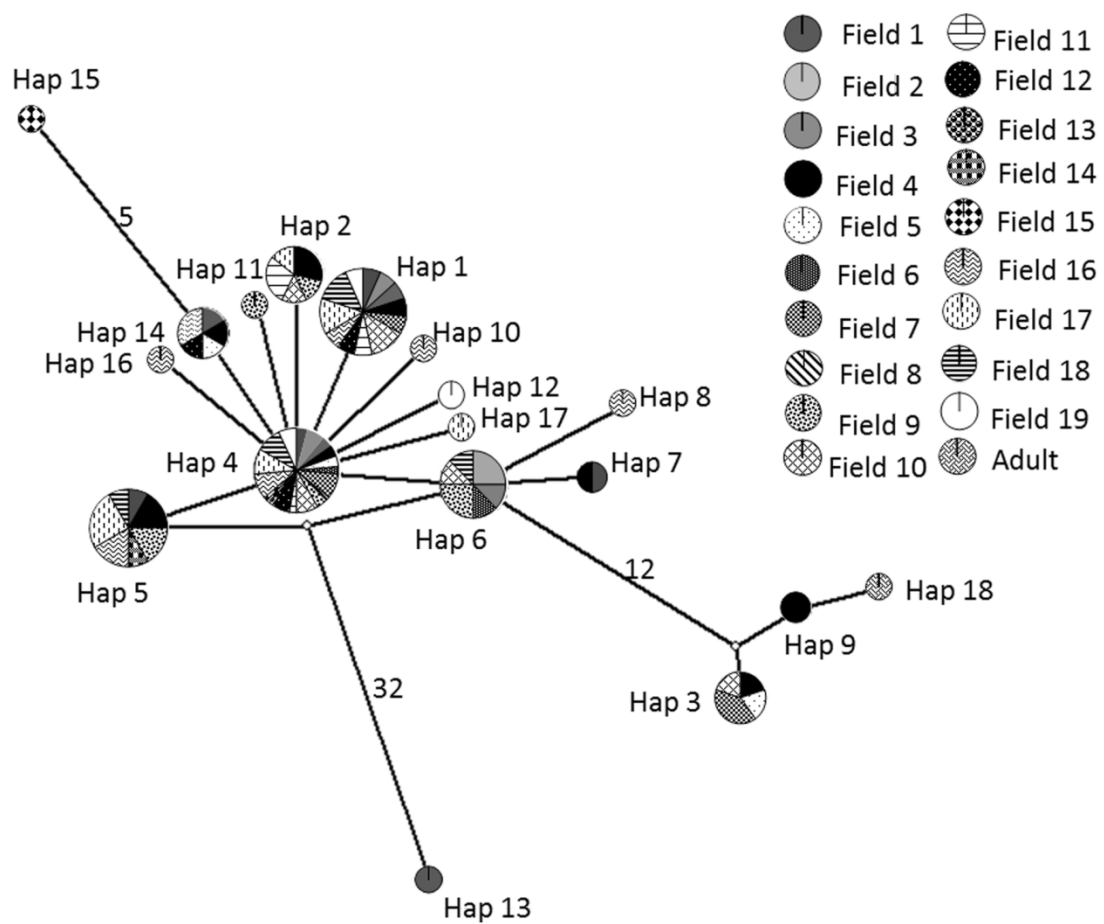 Hap 15
5
Hap 2
Hap 11
Hap 1
Hap 14
Hap 16
Hap 10
Hap 12
Hap 17
Hap 8
Hap 4
Hap 7
Hap 6
Hap 5
12
Hap 18
Hap 9
Hap 3
32
Hap 13
Field 1
Field 2
Field 3
Field 4
Field 5
Field 6
Field 7
Field 8
Field 9
Field 10
Field 11
Field 12
Field 13
Field 14
Field 15
Field 16
Field 17
Field 18
Field 19
Adult